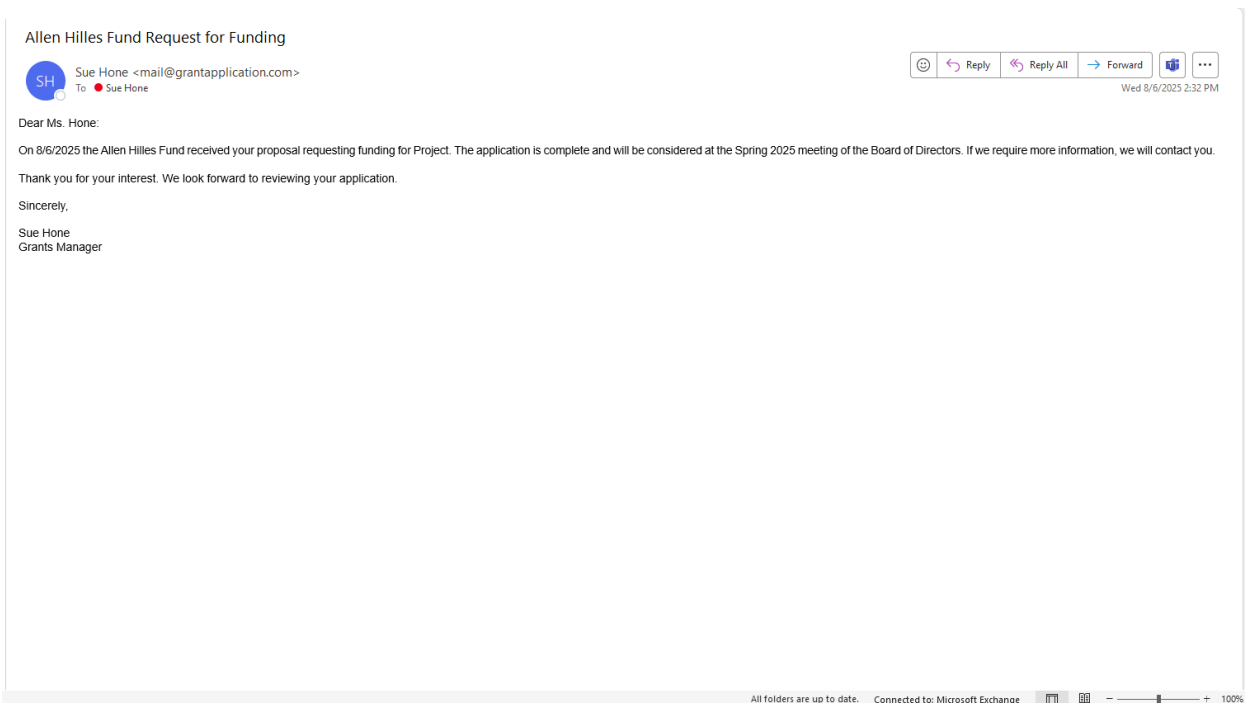 Allen Hilles Fund Request for Funding
SH
Sue Hone <mail@grantapplication.com>
To Sue Hone
Reply
Reply All
Forward
Wed 8/6/2025 2:32 PM
Dear Ms. Hone:
On 8/6/2025 the Allen Hilles Fund received your proposal requesting funding for Project. The application is complete and will be considered at the Spring 2025 meeting of the Board of Directors. If we require more information, we will contact you.
Thank you for your interest. We look forward to reviewing your application.
Sincerely,
Sue Hone
Grants Manager
All folders are up to date. Connected to: Microsoft Exchange 100%